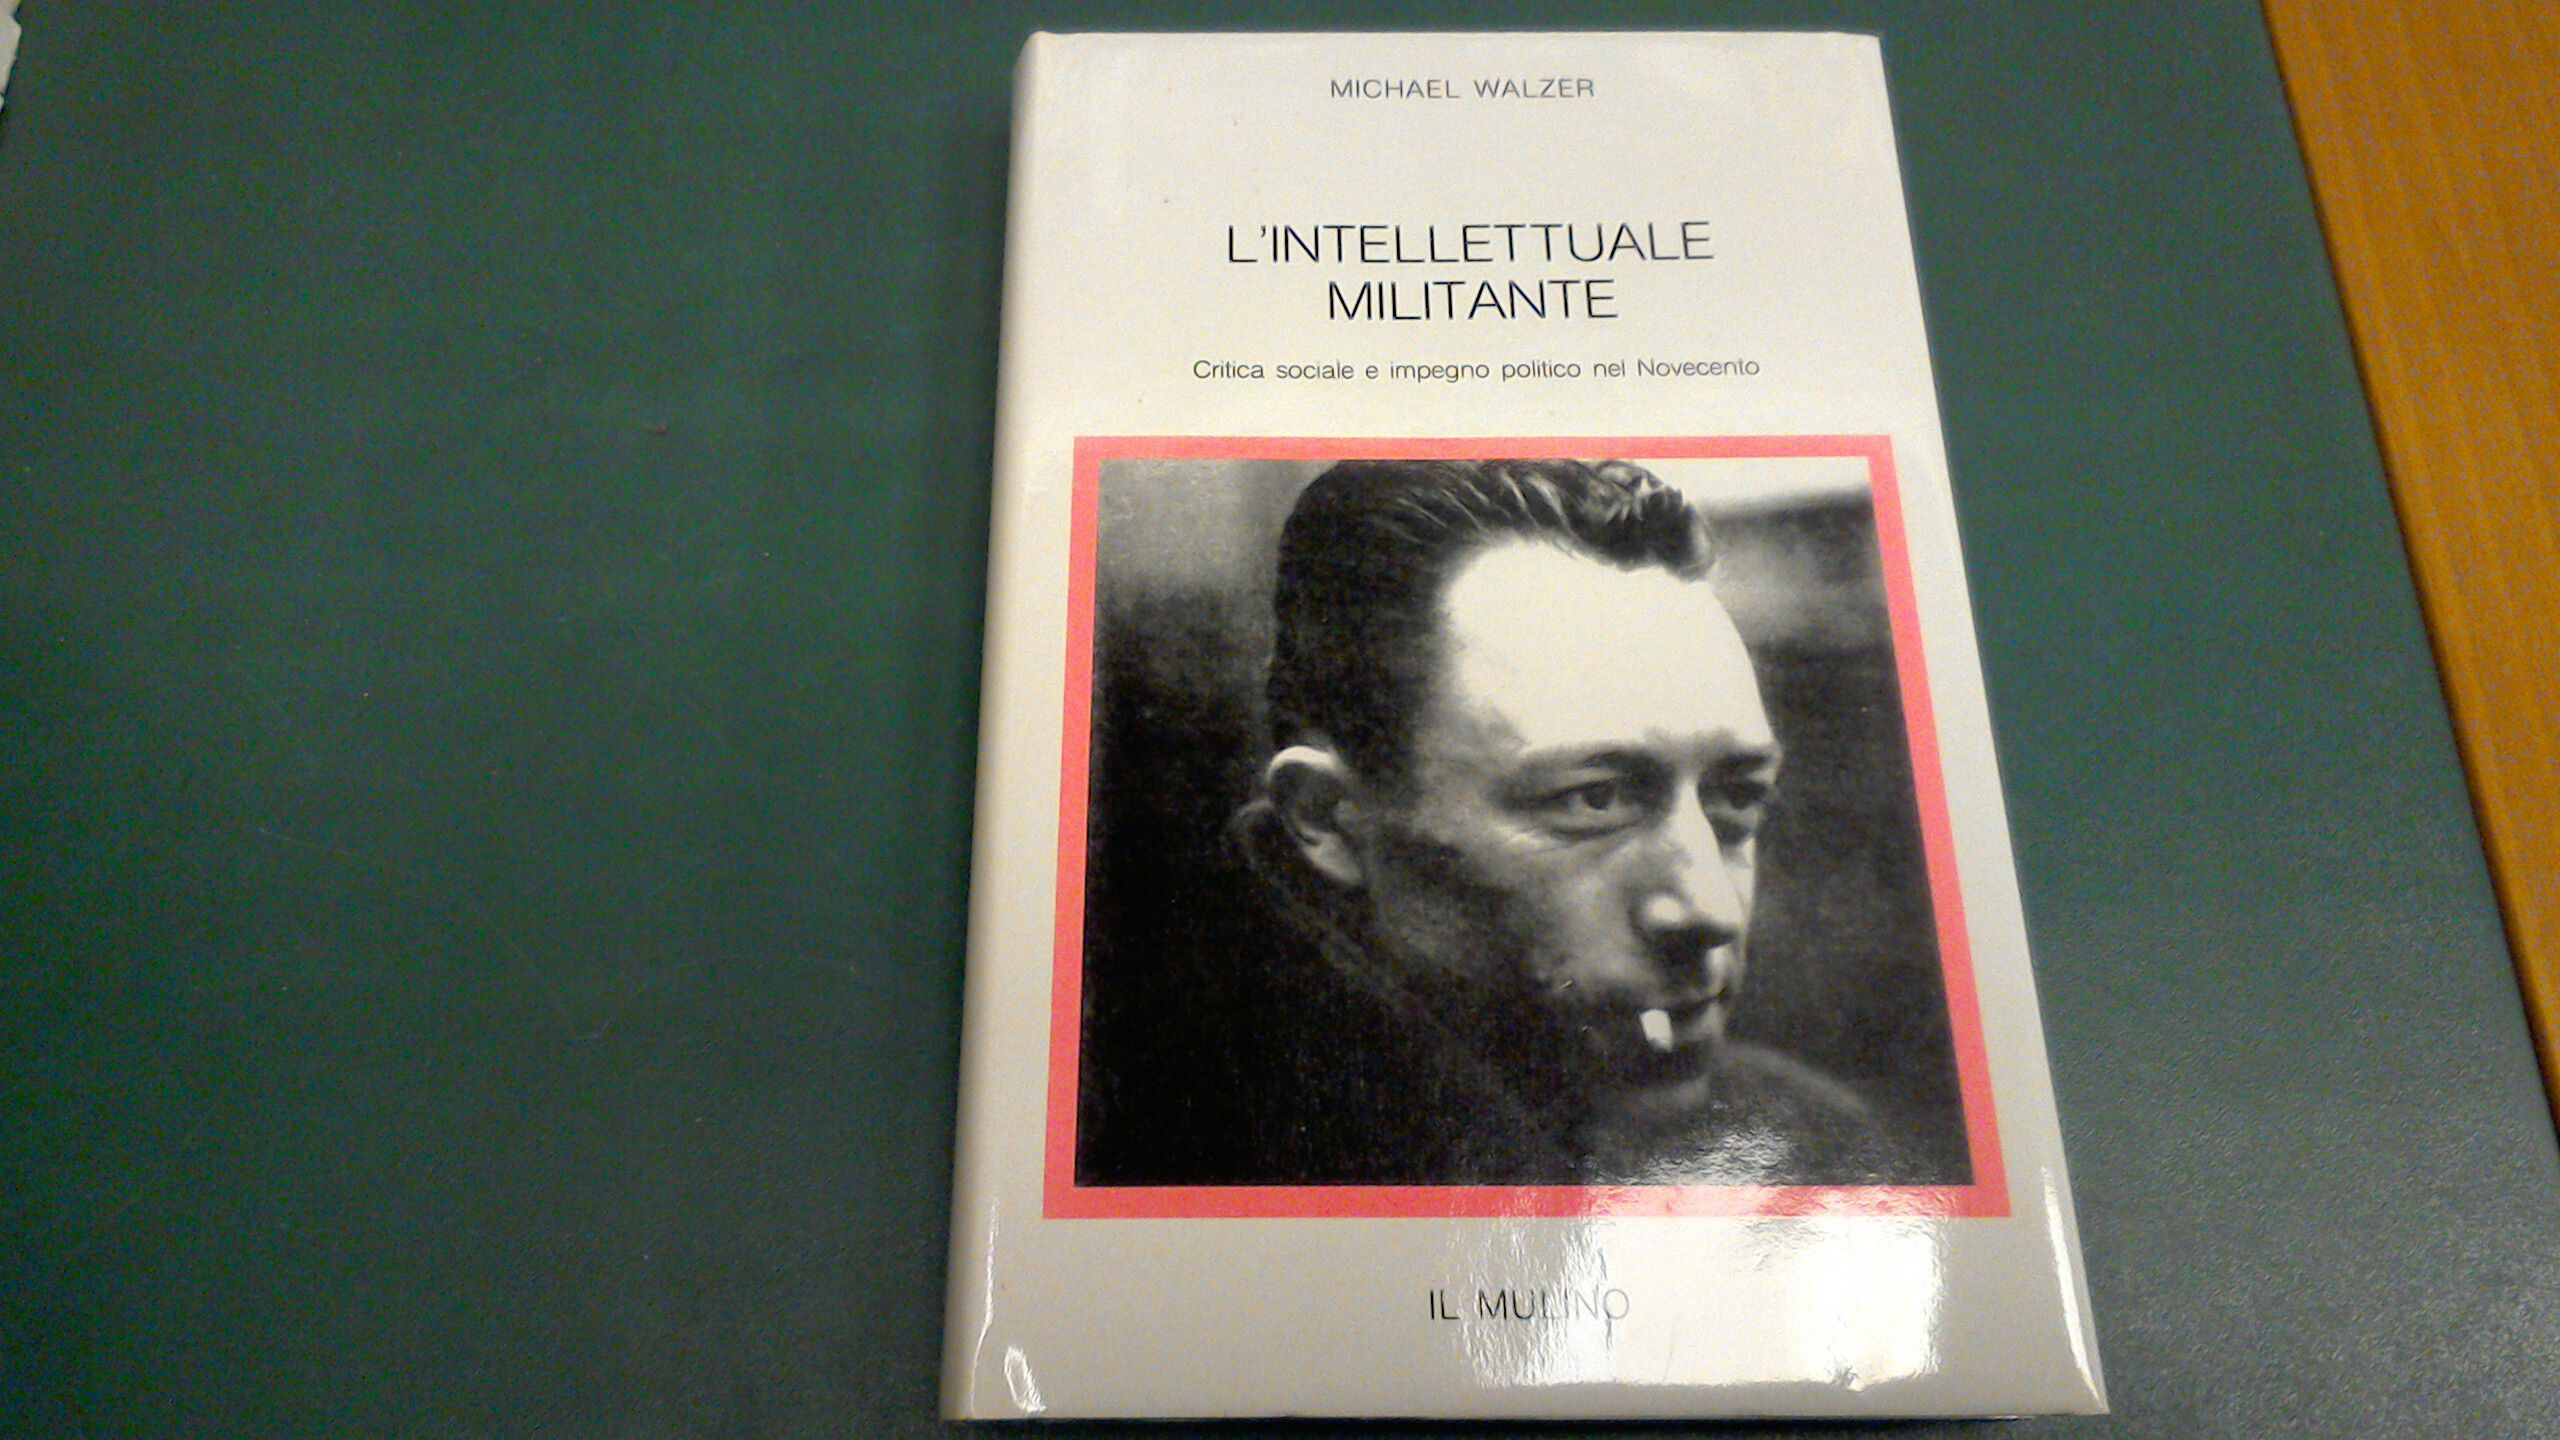 MICHAEL WALZER
L'INTELLETTUALE
MILITANTE
Critica sociale e impegno politico nel Novecento
IL MULINO